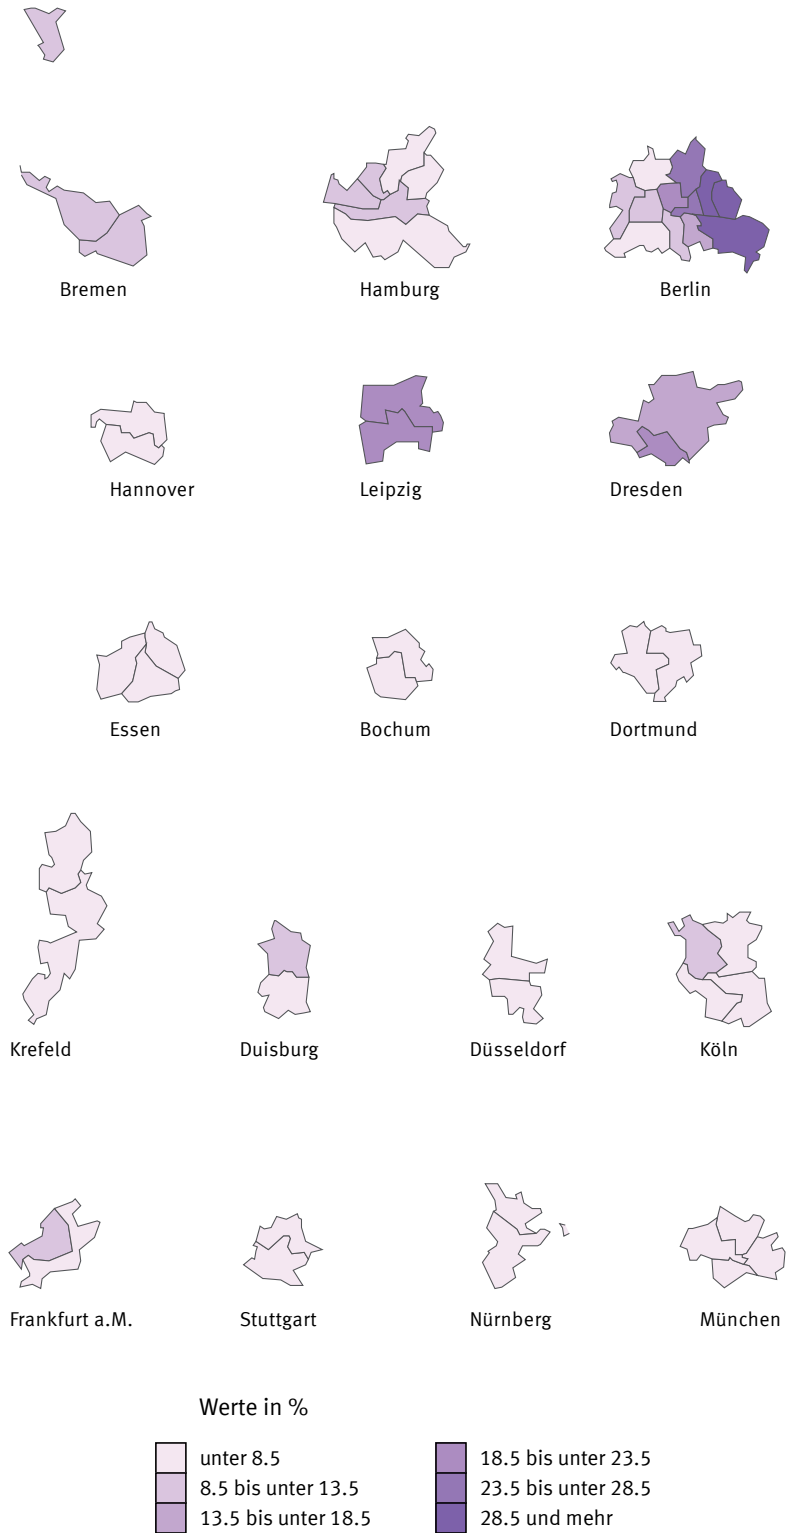 Bremen
Hamburg
Berlin
Hannover
Leipzig
Dresden
Essen
Bochum
Dortmund
Krefeld
Duisburg
Düsseldorf
Köln
Frankfurt a.M.
Stuttgart
Nürnberg
München
Werte in %
unter 8.5
8.5 bis unter 13.5
13.5 bis unter 18.5
18.5 bis unter 23.5
23.5 bis unter 28.5
28.5 und mehr